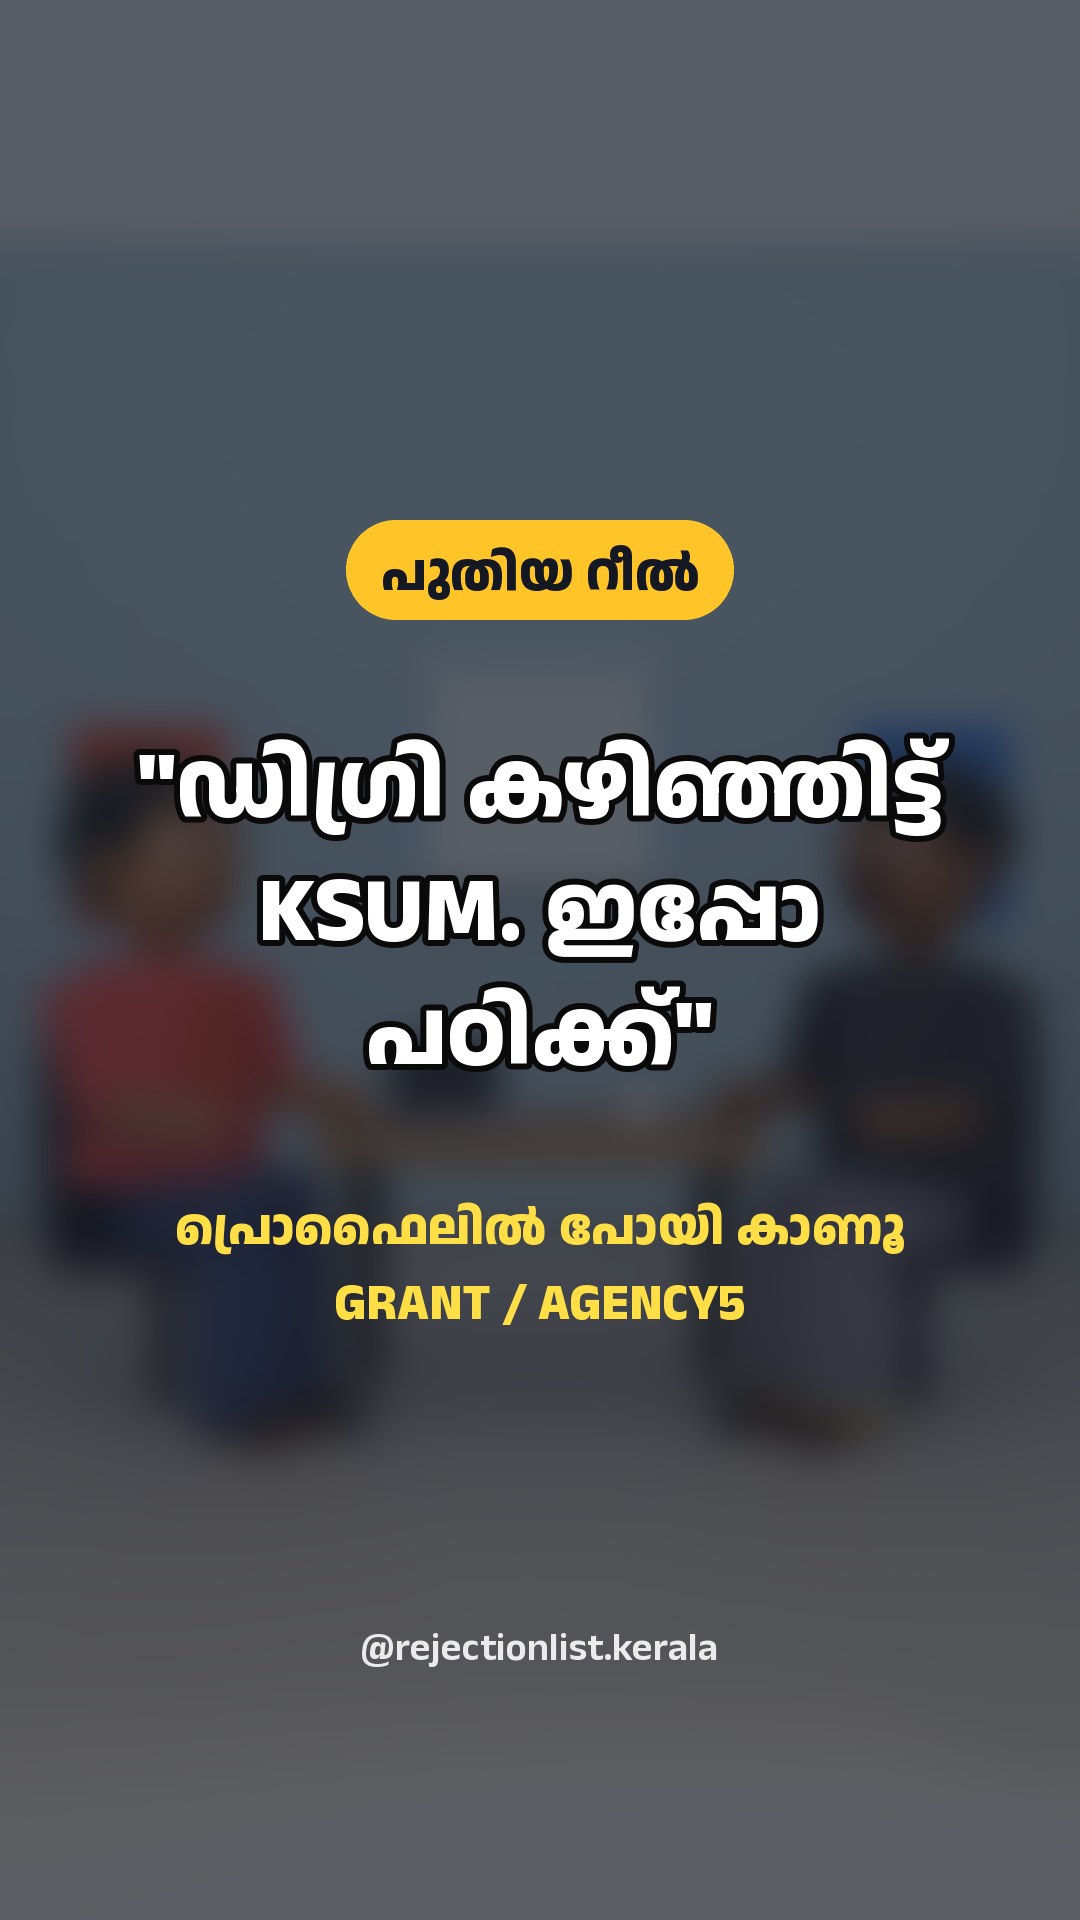 പുതിയ റീൽ
"ഡിഗ്രി കഴിഞ്ഞിട്ട്
KSUM. ഇപ്പോ
പഠിക്ക്"
പ്രൊഫൈലിൽ പോയി കാണൂ
GRANT / AGENCY5
@rejectionlist.kerala